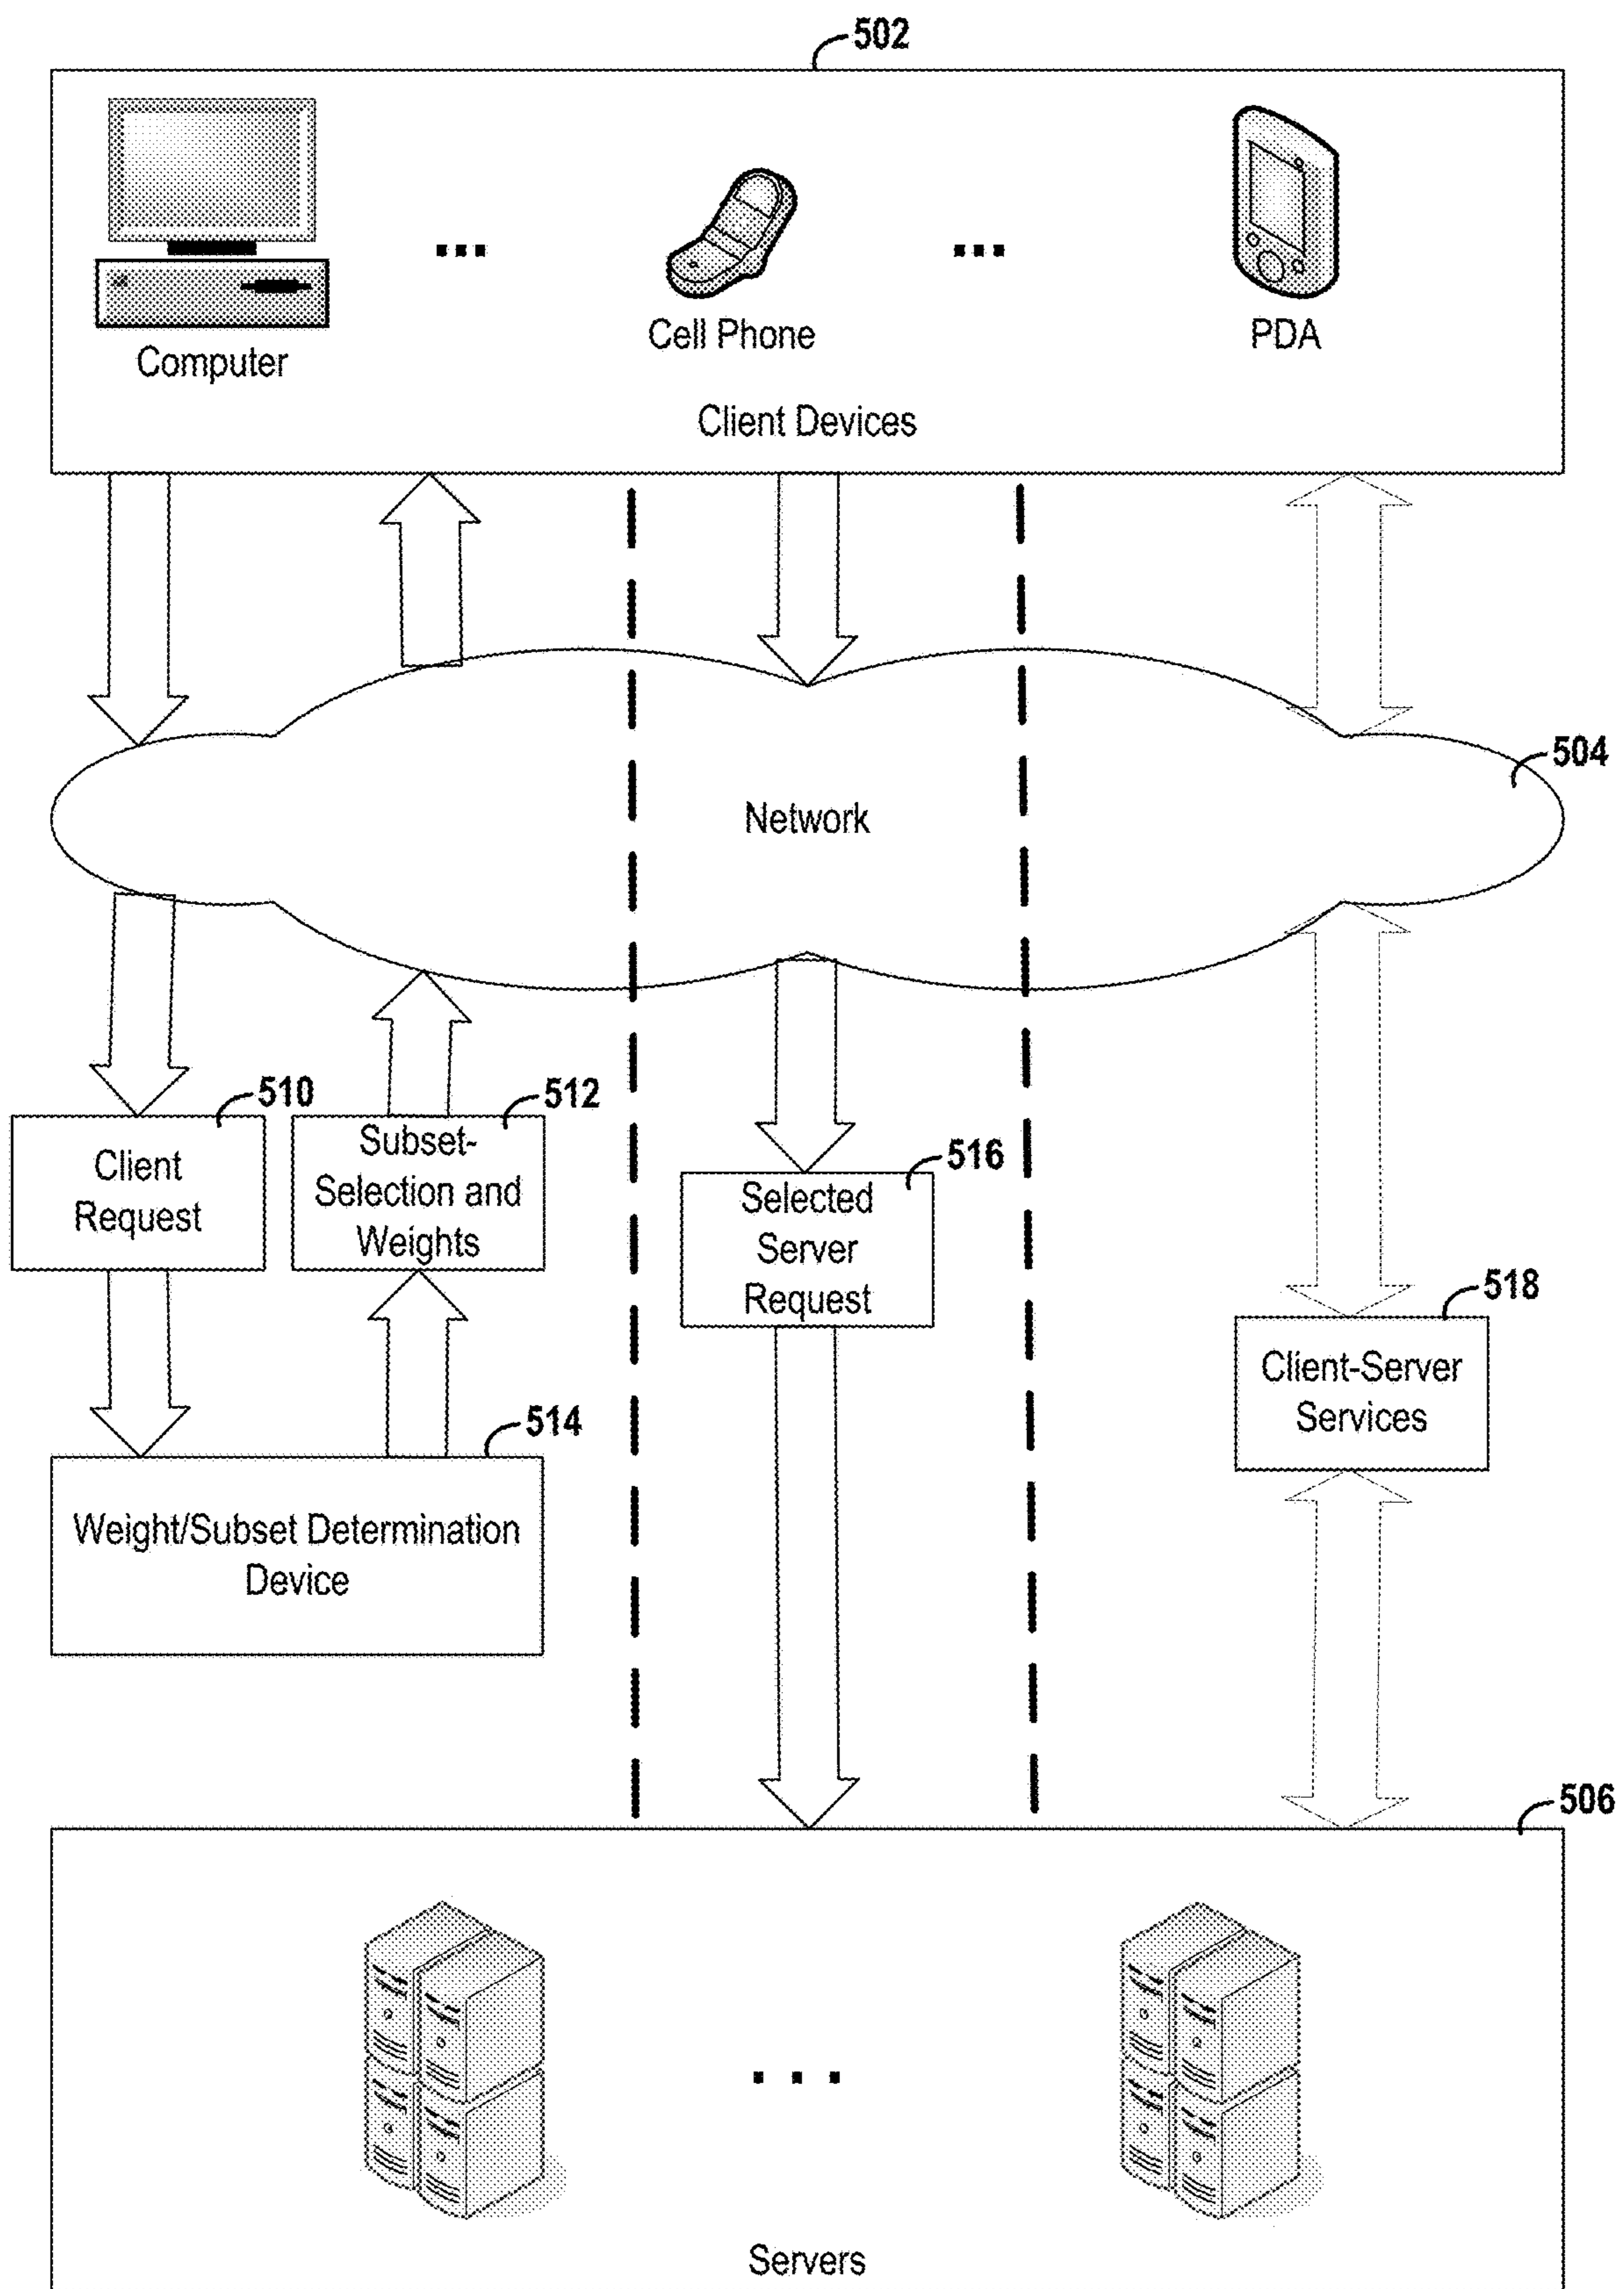 502
Computer
Cell Phone
PDA
Client Devices
504
Network
510
Client
Request
512
Subset-
Selection and
Weights
516
Selected
Server
Request
518
Client-Server
Services
514
Weight/Subset Determination
Device
506
Servers